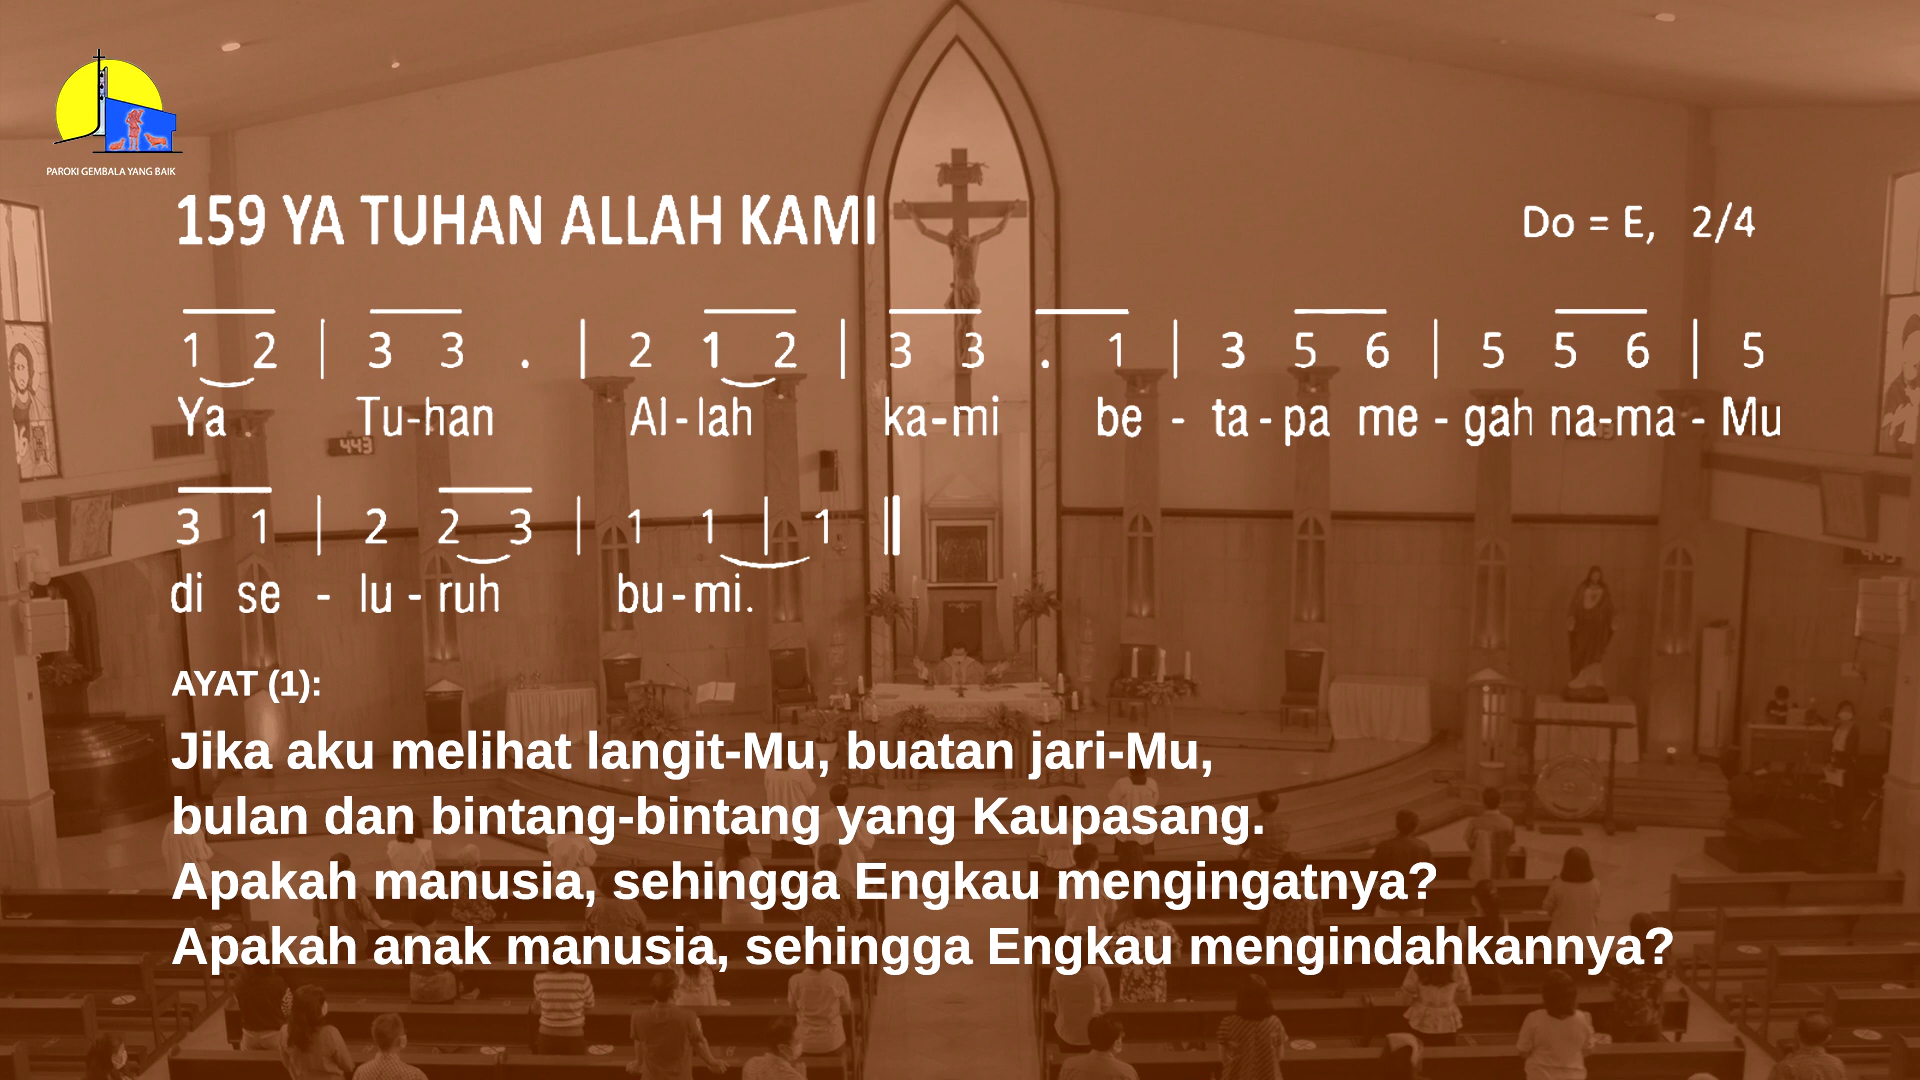 PAROKI GEMBALA YANG BAIK
159 YA TUHAN ALLAH KAMI
Do = E, 2/4
1 2 | 3 3 . | 2 1 2 | 3 3 . 1 | 3 5 6 | 5 5 6 | 5
Ya Tu-han Al-lah ka-mi be - ta-pa me - gah na-ma - Mu
3 1 | 2 2 3 | 1 1 | 1 ||
di se - lu - ruh bu-mi.
AYAT (1):
Jika aku melihat langit-Mu, buatan jari-Mu,
bulan dan bintang-bintang yang Kaupasang.
Apakah manusia, sehingga Engkau mengingatnya?
Apakah anak manusia, sehingga Engkau mengindahkannya?
443